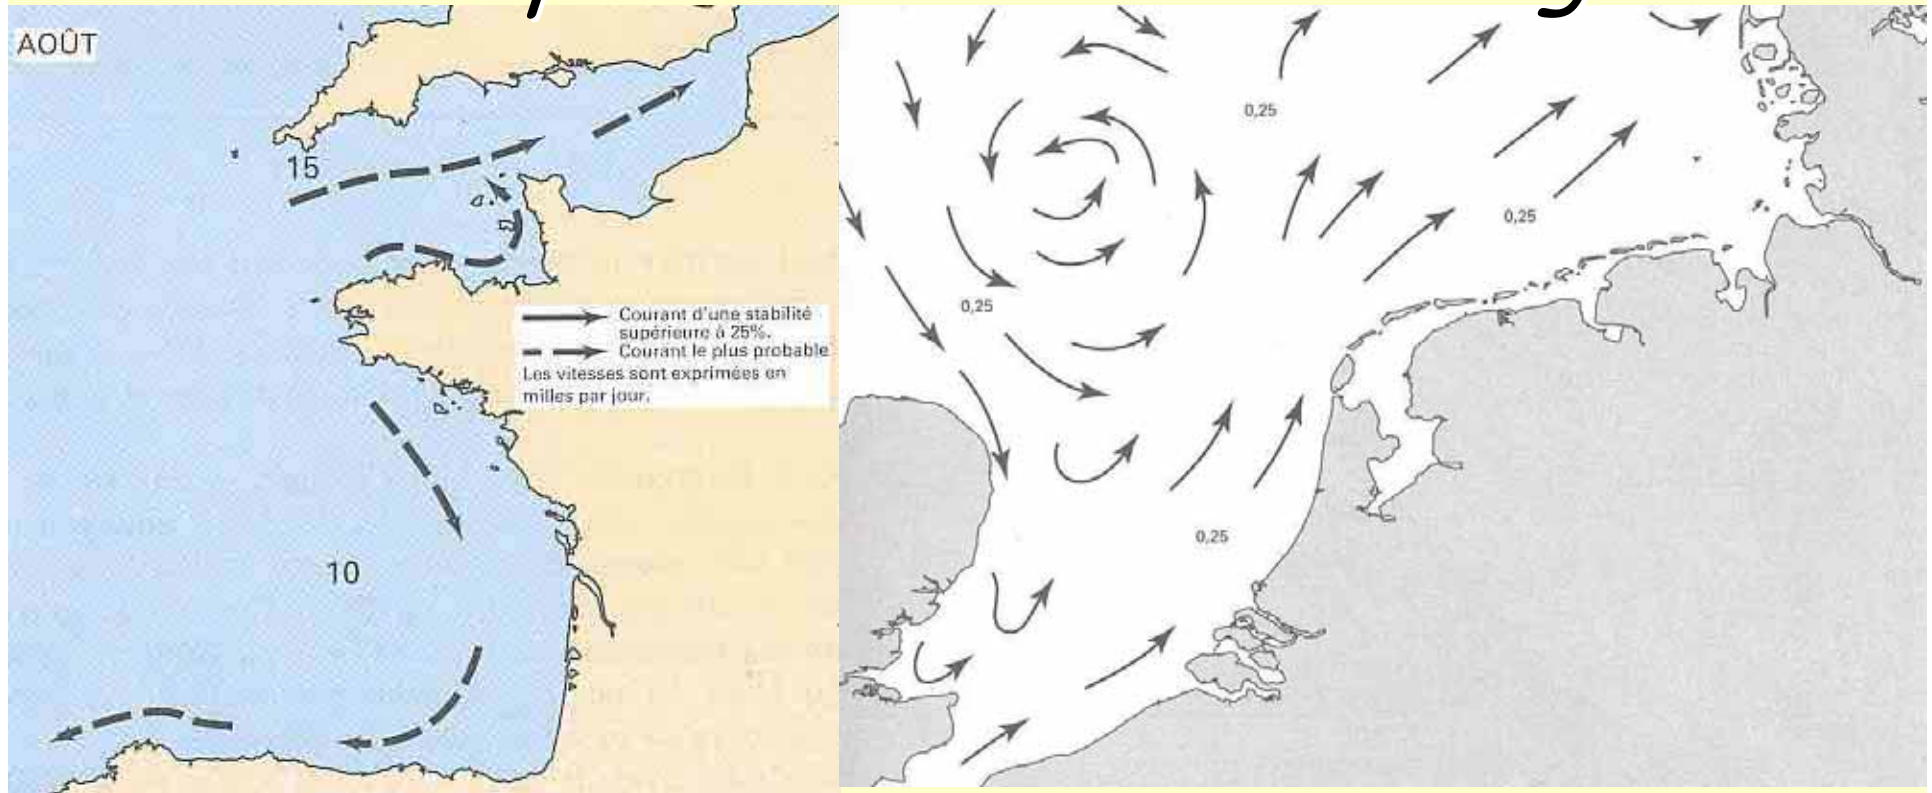 AOÛT
15
10
Courant d'une stabilité
supérieure à 25%.
Courant le plus probable
Les vitesses sont exprimées en
milles par jour.
0,25
0,25
0,25
0,25